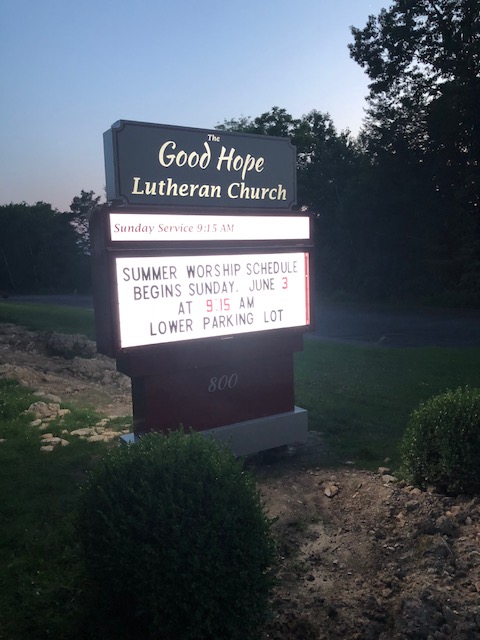 The
Good Hope
Lutheran Church
Sunday Service 9:15 AM
SUMMER WORSHIP SCHEDULE
BEGINS SUNDAY, JUNE 3
AT 9:15 AM
LOWER PARKING LOT
800